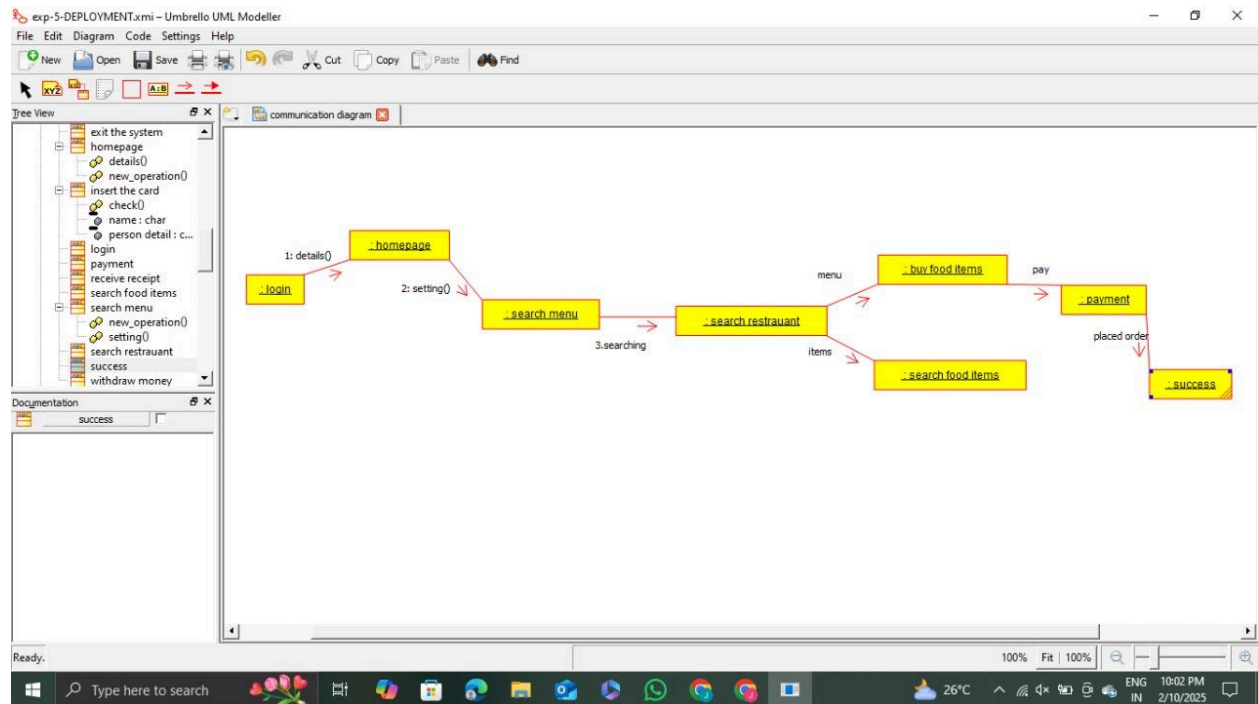 exp-5-DEPLOYMENT.xmi – Umbrello UML Modeller
File Edit Diagram Code Settings Help
New Open Save Cut Copy Paste Find
XYZ A:B
Tree View
communication diagram
exit the system
homepage
details()
new_operation()
insert the card
check()
name : char
person detail : c...
login
payment
receive receipt
search food items
search menu
new_operation()
setting()
search restrauant
success
withdraw money
Documentation
success
1: details()
: homepage
: login
2: setting()
: search menu
3.searching
: search restrauant
menu
: buy food items
pay
: payment
items
: search food items
placed order
: success
Ready.
100% Fit 100%
Type here to search
26°C
ENG
IN
10:02 PM
2/10/2025